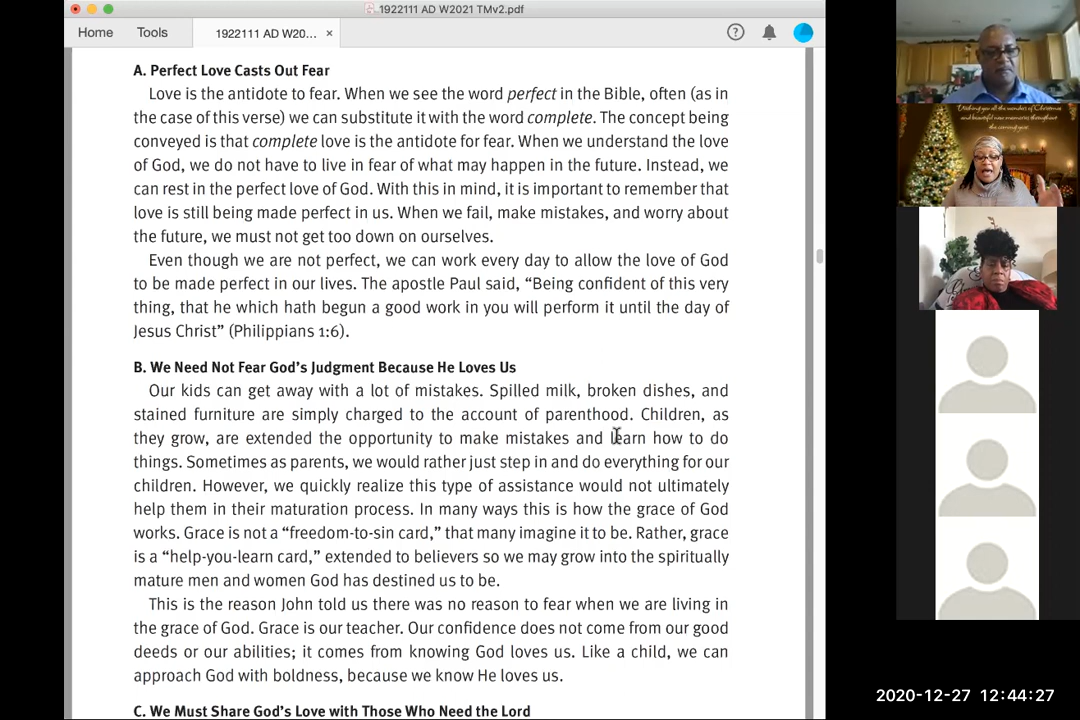 1922111 AD W2021 TMv2.pdf
Home Tools 1922111 AD W20... ×
A. Perfect Love Casts Out Fear
Love is the antidote to fear. When we see the word perfect in the Bible, often (as in
the case of this verse) we can substitute it with the word complete. The concept being
conveyed is that complete love is the antidote for fear. When we understand the love
of God, we do not have to live in fear of what may happen in the future. Instead, we
can rest in the perfect love of God. With this in mind, it is important to remember that
love is still being made perfect in us. When we fail, make mistakes, and worry about
the future, we must not get too down on ourselves.
Even though we are not perfect, we can work every day to allow the love of God
to be made perfect in our lives. The apostle Paul said, “Being confident of this very
thing, that he which hath begun a good work in you will perform it until the day of
Jesus Christ” (Philippians 1:6).
B. We Need Not Fear God’s Judgment Because He Loves Us
Our kids can get away with a lot of mistakes. Spilled milk, broken dishes, and
stained furniture are simply charged to the account of parenthood. Children, as
they grow, are extended the opportunity to make mistakes and learn how to do
things. Sometimes as parents, we would rather just step in and do everything for our
children. However, we quickly realize this type of assistance would not ultimately
help them in their maturation process. In many ways this is how the grace of God
works. Grace is not a “freedom-to-sin card,” that many imagine it to be. Rather, grace
is a “help-you-learn card,” extended to believers so we may grow into the spiritually
mature men and women God has destined us to be.
This is the reason John told us there was no reason to fear when we are living in
the grace of God. Grace is our teacher. Our confidence does not come from our good
deeds or our abilities; it comes from knowing God loves us. Like a child, we can
approach God with boldness, because we know He loves us.
C. We Must Share God’s Love with Those Who Need the Lord
Wishing you all the wonders of Christmas
and beautiful new memories throughout
the coming year.
2020-12-27 12:44:27